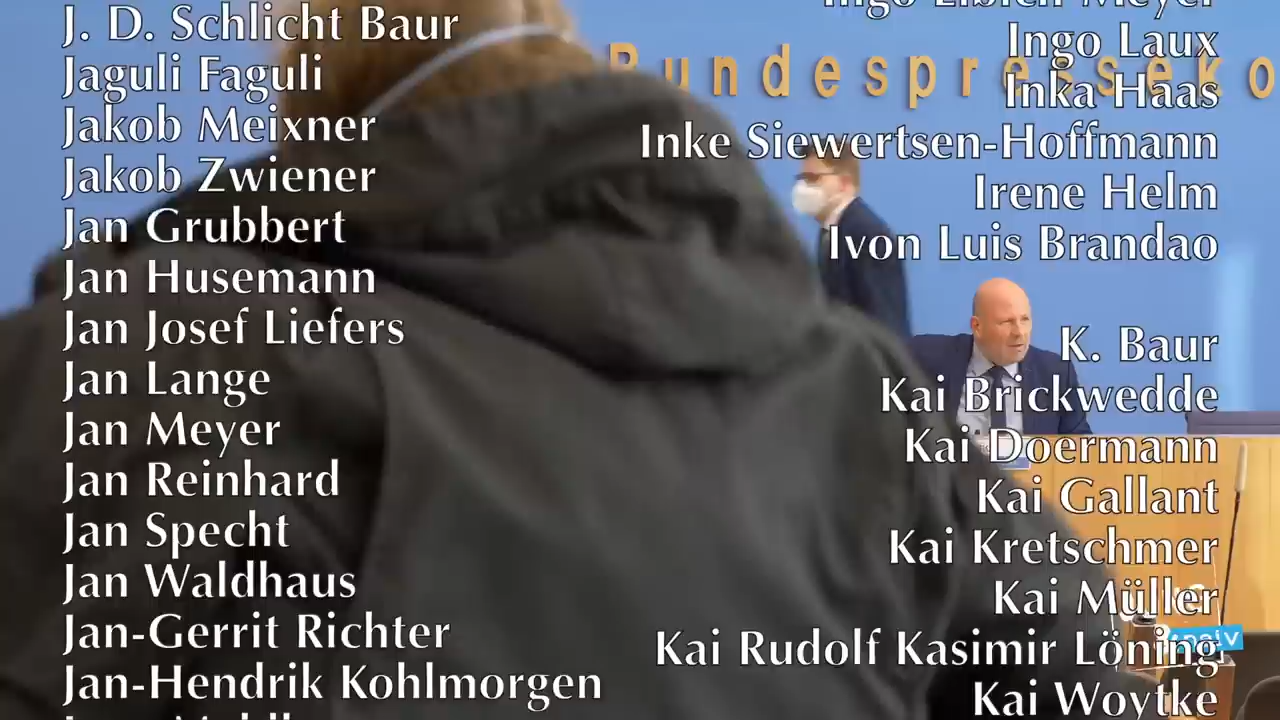 J. D. Schlicht Baur
Jaguli Faguli
Jakob Meixner
Jakob Zwiener
Jan Grubbert
Jan Husemann
Jan Josef Liefers
Jan Lange
Jan Meyer
Jan Reinhard
Jan Specht
Jan Waldhaus
Jan-Gerrit Richter
Jan-Hendrik Kohlmorgen
Ingo Laux
Inka Haas
Inke Siewertsen-Hoffmann
Irene Helm
Ivon Luis Brandao
K. Baur
Kai Brickwedde
Kai Doermann
Kai Gallant
Kai Kretschmer
Kai Müller
Kai Rudolf Kasimir Löning
Kai Woytke
Bundespresseko